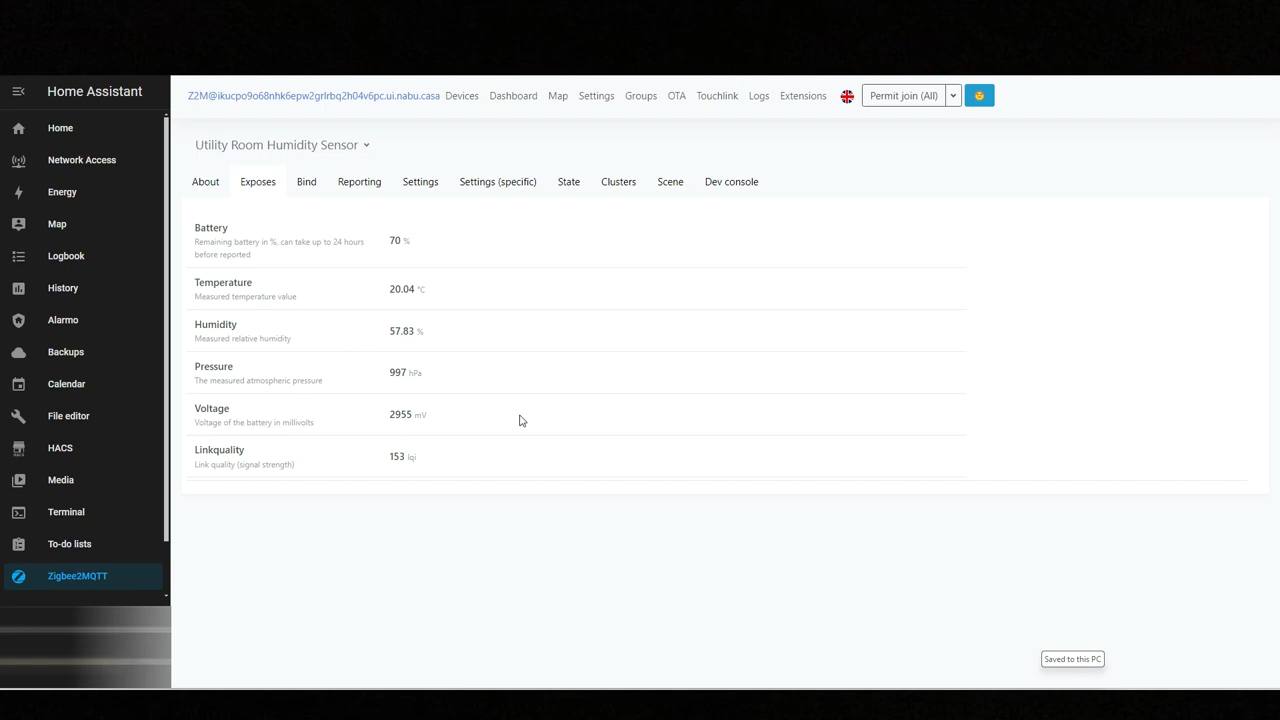 Home Assistant
Home
Network Access
Energy
Map
Logbook
History
Alarmo
Backups
Calendar
File editor
HACS
Media
Terminal
To-do lists
Zigbee2MQTT
Z2M@ikucpo9o68nhk6epw2grlrbq2h04v6pc.ui.nabu.casa Devices Dashboard Map Settings Groups OTA Touchlink Logs Extensions Permit join (All)
Utility Room Humidity Sensor
About Exposes Bind Reporting Settings Settings (specific) State Clusters Scene Dev console
Battery
Remaining battery in %, can take up to 24 hours
before reported
70 %
Temperature
Measured temperature value
20.04 °C
Humidity
Measured relative humidity
57.83 %
Pressure
The measured atmospheric pressure
997 hPa
Voltage
Voltage of the battery in millivolts
2955 mV
Linkquality
Link quality (signal strength)
153 lqi
Saved to this PC